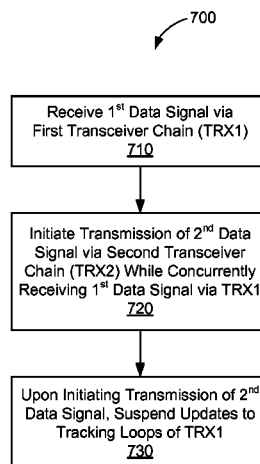 700
Receive 1st Data Signal via
First Transceiver Chain (TRX1)
710
Initiate Transmission of 2nd Data
Signal via Second Transceiver
Chain (TRX2) While Concurrently
Receiving 1st Data Signal via TRX1
720
Upon Initiating Transmission of 2nd
Data Signal, Suspend Updates to
Tracking Loops of TRX1
730